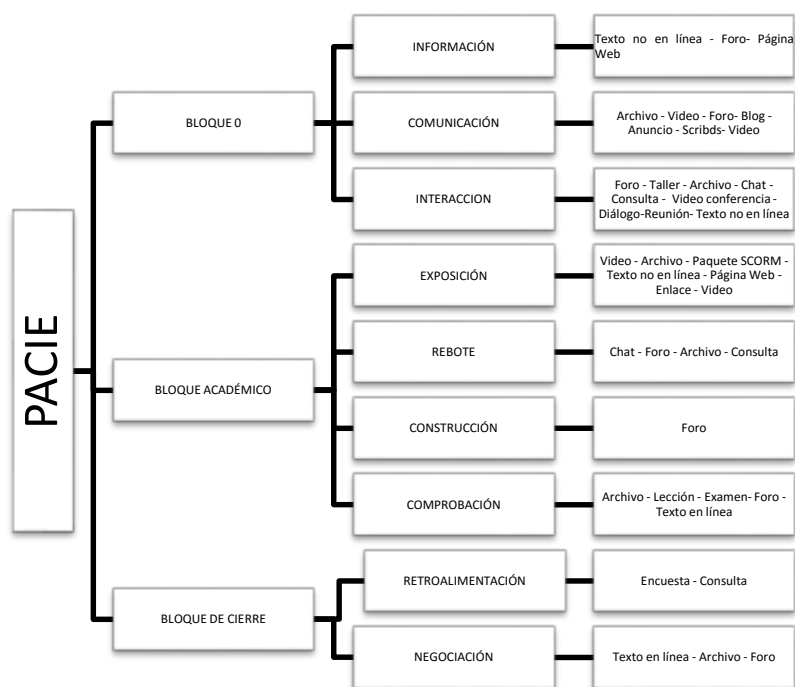 PACIE
BLOQUE 0
INFORMACIÓN
Texto no en línea - Foro- Página
Web
COMUNICACIÓN
Archivo - Video - Foro- Blog -
Anuncio - Scribds- Video
INTERACCION
Foro - Taller - Archivo - Chat -
Consulta - Video conferencia -
Diálogo-Reunión- Texto no en línea
BLOQUE ACADÉMICO
EXPOSICIÓN
Video - Archivo - Paquete SCORM -
Texto no en línea - Página Web -
Enlace - Video
REBOTE
Chat - Foro - Archivo - Consulta
CONSTRUCCIÓN
Foro
COMPROBACIÓN
Archivo - Lección - Examen- Foro -
Texto en línea
BLOQUE DE CIERRE
RETROALIMENTACIÓN
Encuesta - Consulta
NEGOCIACIÓN
Texto en línea - Archivo - Foro